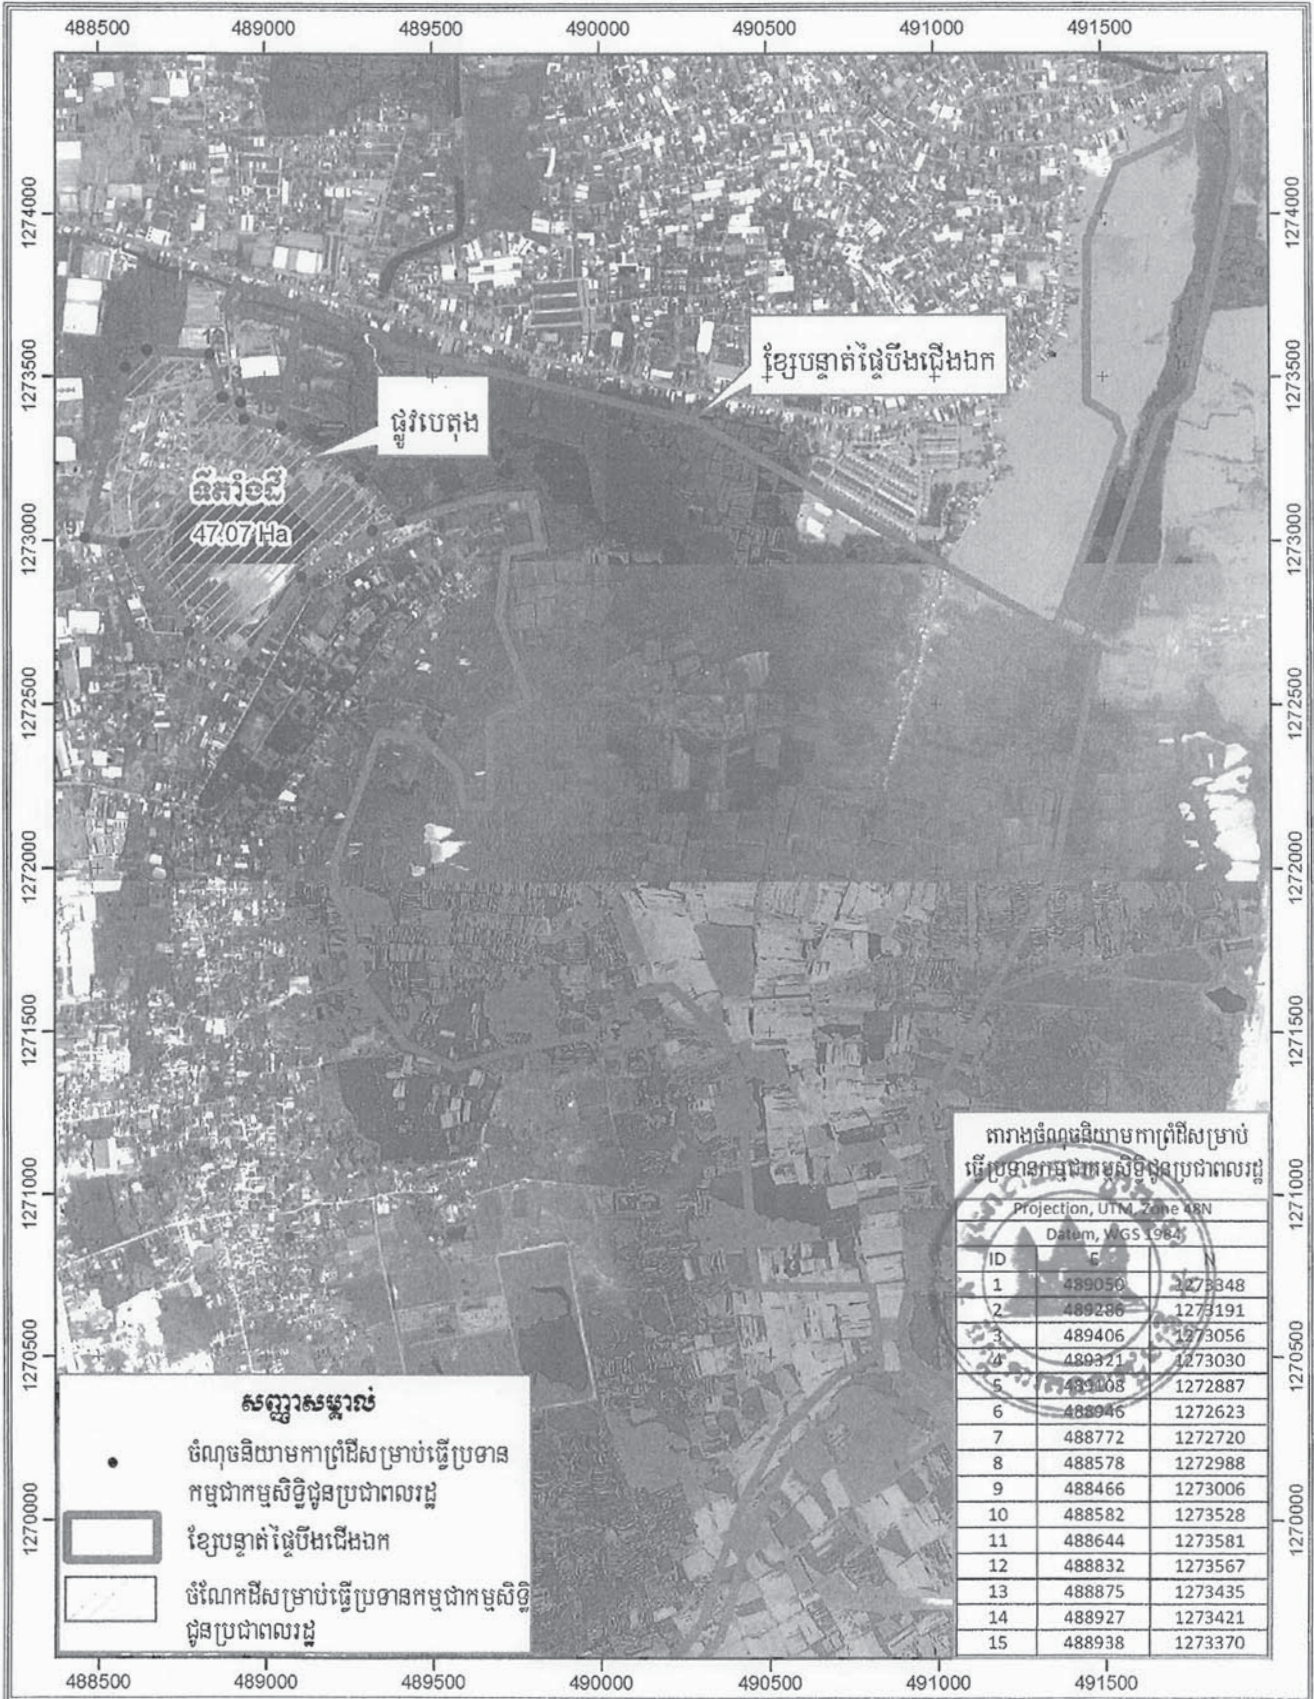 488500 489000 489500 490000 490500 491000 491500
1274000
1273500
1273000
1272500
1272000
1271500
1271000
1270500
1270000
1274000
1273500
1273000
1272500
1272000
1271500
1271000
1270500
1270000
ខ្សែបន្ទាត់ផ្ទៃបឹងជើងឯក
ផ្លូវបេតុង
ទីតាំងដី
47.07 Ha
តារាងចំណុចនិយាមកាព្រំដីសម្រាប់
ធ្វើប្រទានកម្មជាកម្មសិទ្ធិជូនប្រជាពលរដ្ឋ
Projection, UTM, Zone 48N
Datum, WGS 1984
ID E N
1 489050 1273348
2 489286 1273191
3 489406 1273056
4 489321 1273030
5 489108 1272887
6 488946 1272623
7 488772 1272720
8 488578 1272988
9 488466 1273006
10 488582 1273528
11 488644 1273581
12 488832 1273567
13 488875 1273435
14 488927 1273421
15 488938 1273370
សញ្ញាសម្គាល់
ចំណុចនិយាមកាព្រំដីសម្រាប់ធ្វើប្រទាន
កម្មជាកម្មសិទ្ធិជូនប្រជាពលរដ្ឋ
ខ្សែបន្ទាត់ផ្ទៃបឹងជើងឯក
ចំណែកដីសម្រាប់ធ្វើប្រទានកម្មជាកម្មសិទ្ធិ
ជូនប្រជាពលរដ្ឋ
488500 489000 489500 490000 490500 491000 491500